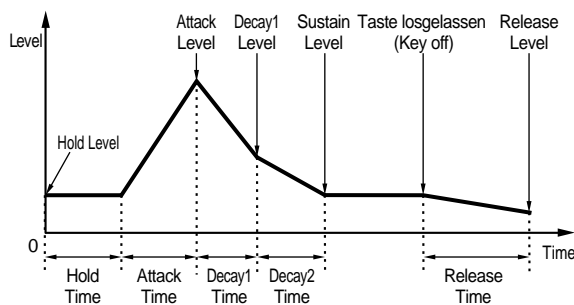 Attack
Level
Decay1
Level
Sustain
Level
Taste losgelassen
(Key off)
Release
Level
Level
Hold Level
0
Time
Hold
Time
Attack
Time
Decay1
Time
Decay2
Time
Release
Time